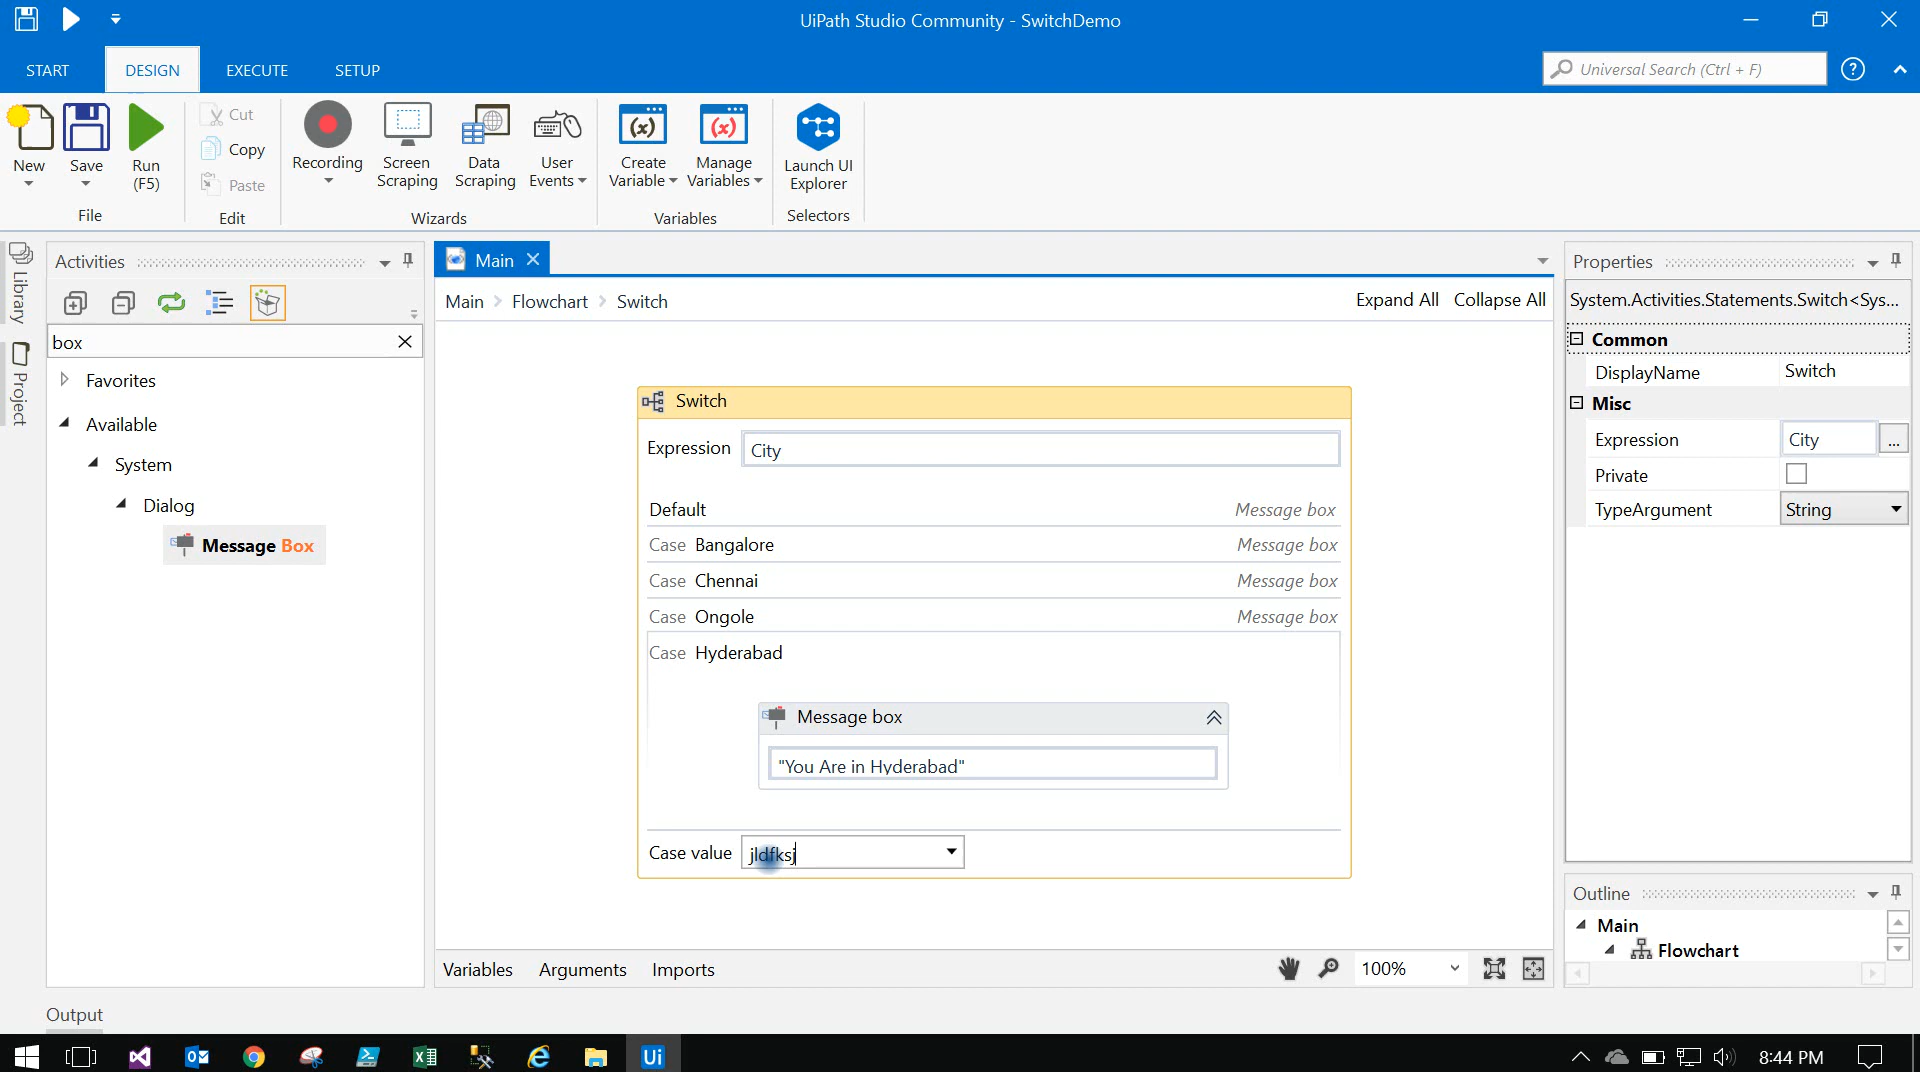 UiPath Studio Community - SwitchDemo
START
DESIGN
EXECUTE
SETUP
Universal Search (Ctrl + F)
?
New
Save
Run
(F5)
File
Cut
Copy
Paste
Edit
Recording
Screen
Scraping
Data
Scraping
User
Events
Wizards
Create
Variable
Manage
Variables
Variables
Launch UI
Explorer
Selectors
Library
Project
Activities
box
Favorites
Available
System
Dialog
Message Box
Main
Main > Flowchart > Switch
Expand All
Collapse All
Switch
Expression
City
Default
Message box
Case Bangalore
Message box
Case Chennai
Message box
Case Ongole
Message box
Case Hyderabad
Message box
"You Are in Hyderabad"
Case value
jldfksj
Variables
Arguments
Imports
100%
Properties
System.Activities.Statements.Switch<Sys...
Common
DisplayName
Switch
Misc
Expression
City
...
Private
TypeArgument
String
Outline
Main
Flowchart
Output
Ui
8:44 PM